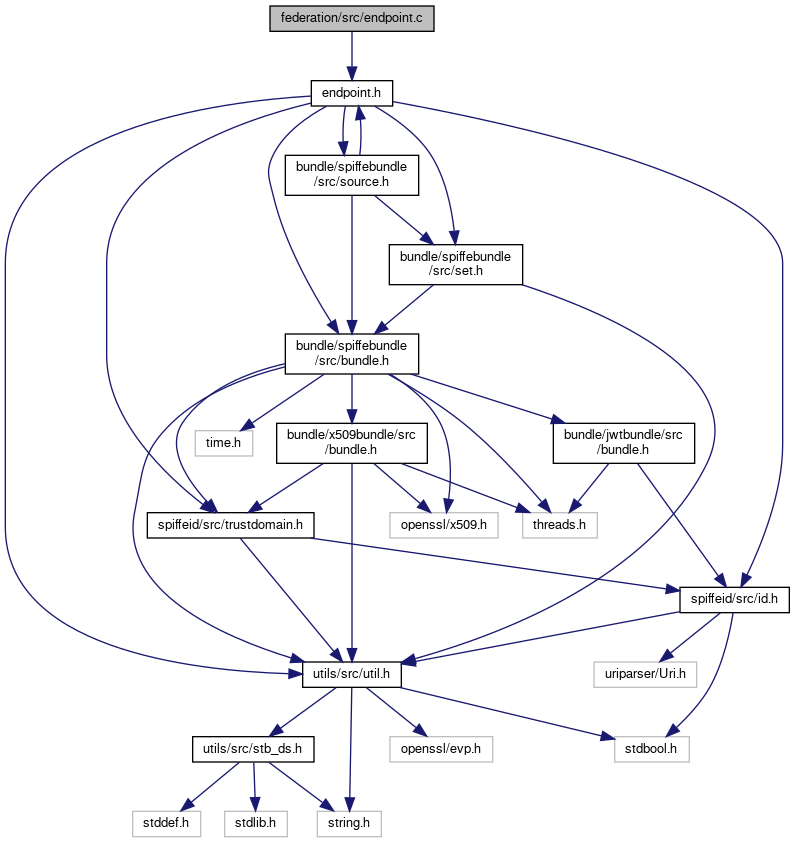 federation/src/endpoint.c
endpoint.h
bundle/spiffebundle
/src/source.h
bundle/spiffebundle
/src/set.h
bundle/spiffebundle
/src/bundle.h
time.h
bundle/x509bundle/src
/bundle.h
bundle/jwtbundle/src
/bundle.h
spiffeid/src/trustdomain.h
openssl/x509.h
threads.h
spiffeid/src/id.h
utils/src/util.h
uriparser/Uri.h
utils/src/stb_ds.h
openssl/evp.h
stdbool.h
stddef.h
stdlib.h
string.h